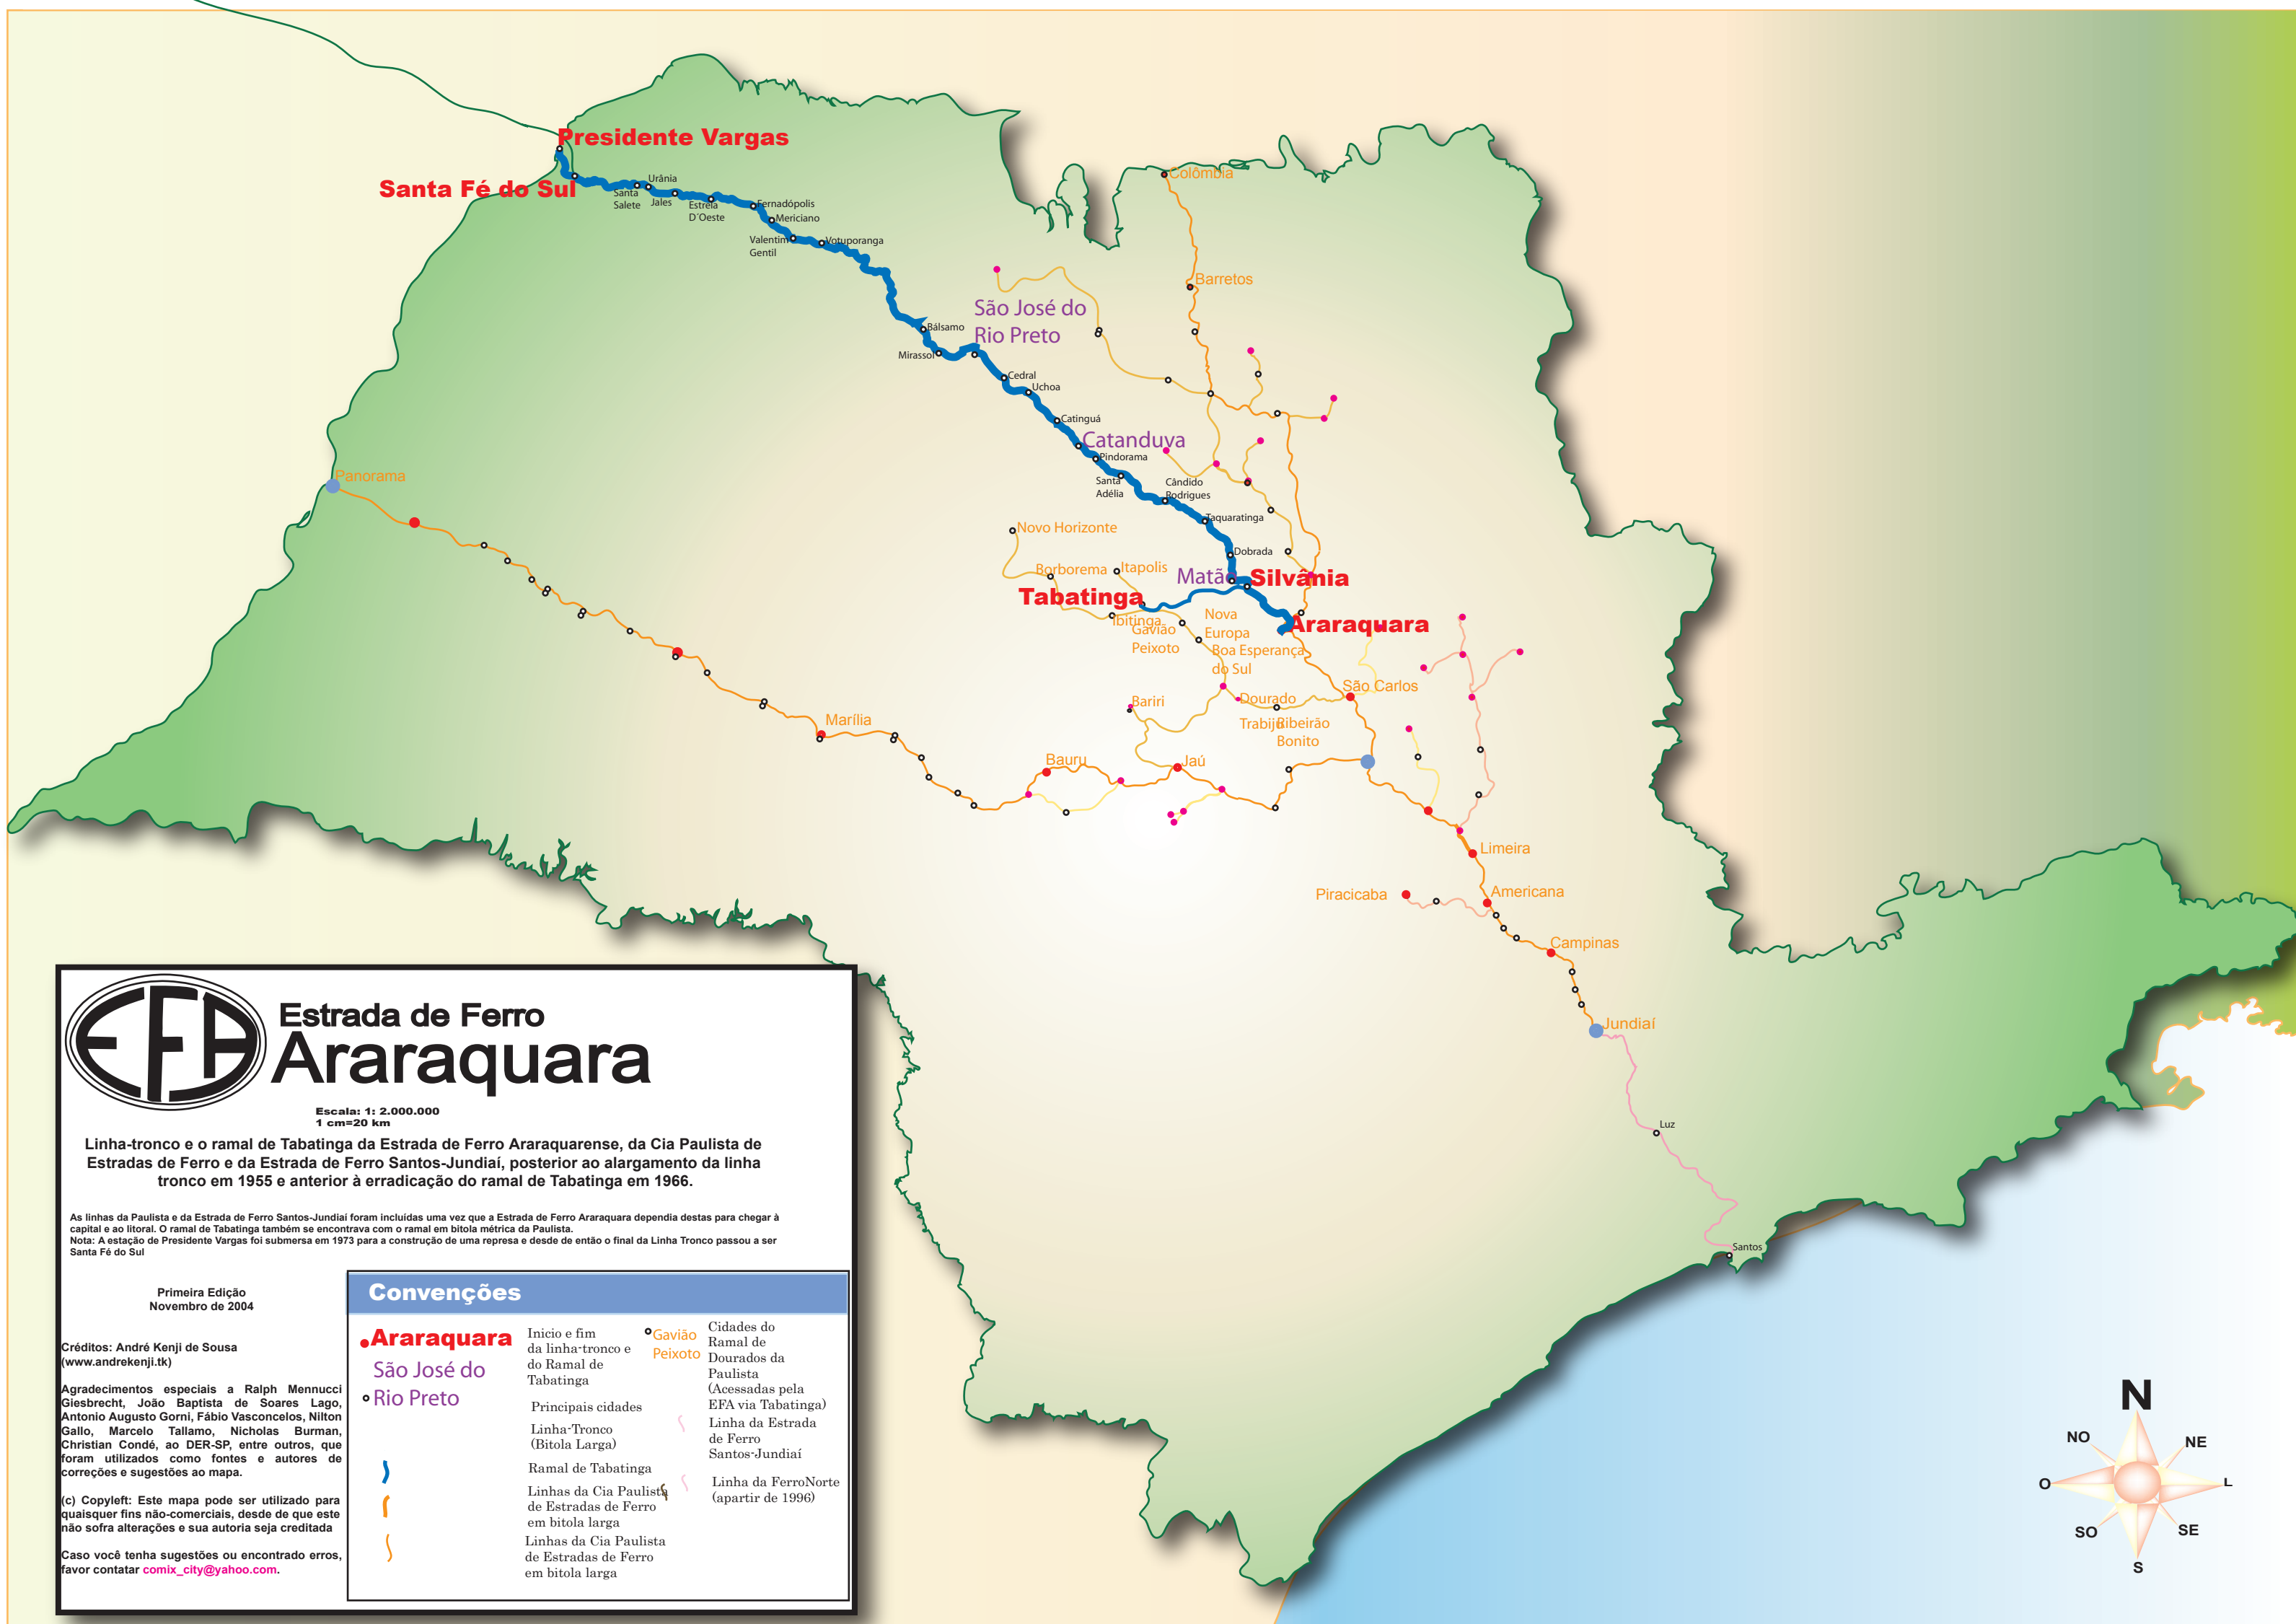 Presidente Vargas
Santa Fé do Sul
Urânia
Santa
Salete
Jales
Estrela
D´Oeste
Fernadópolis
Mericiano
Valentim
Gentil
Votuporanga
Colômbia
Barretos
São José do
Rio Preto
Bálsamo
Mirassol
Cedral
Uchoa
Catinguá
Catanduva
Pindorama
Santa
Adélia
Cândido
Rodrigues
Taquaratinga
Dobrada
Panorama
Novo Horizonte
Borborema
Itapolis
Matão
Silvânia
Tabatinga
Ibitinga
Gavião
Peixoto
Nova
Europa
Araraquara
Boa Esperança
do Sul
São Carlos
Bariri
Dourado
Trabiju
Ribeirão
Bonito
Marília
Bauru
Jaú
Limeira
Piracicaba
Americana
Campinas
Jundiaí
Luz
Santos
EFA
Estrada de Ferro
Araraquara
Escala: 1: 2.000.000
1 cm=20 km
Linha-tronco e o ramal de Tabatinga da Estrada de Ferro Araraquarense, da Cia Paulista de
Estradas de Ferro e da Estrada de Ferro Santos-Jundiaí, posterior ao alargamento da linha
tronco em 1955 e anterior à erradicação do ramal de Tabatinga em 1966.
As linhas da Paulista e da Estrada de Ferro Santos-Jundiaí foram incluídas uma vez que a Estrada de Ferro Araraquara dependia destas para chegar à
capital e ao litoral. O ramal de Tabatinga também se encontrava com o ramal em bitola métrica da Paulista.
Nota: A estação de Presidente Vargas foi submersa em 1973 para a construção de uma represa e desde de então o final da Linha Tronco passou a ser
Santa Fé do Sul
Primeira Edição
Novembro de 2004
Créditos: André Kenji de Sousa
(www.andrekenji.tk)
Agradecimentos especiais a Ralph Mennucci
Giesbrecht, João Baptista de Soares Lago,
Antonio Augusto Gorni, Fábio Vasconcelos, Nilton
Gallo, Marcelo Tallamo, Nicholas Burman,
Christian Condé, ao DER-SP, entre outros, que
foram utilizados como fontes e autores de
correções e sugestões ao mapa.
(c) Copyleft: Este mapa pode ser utilizado para
quaisquer fins não-comerciais, desde de que este
não sofra alterações e sua autoria seja creditada
Caso você tenha sugestões ou encontrado erros,
favor contatar comix_city@yahoo.com.
Convenções
Araraquara
São José do
Rio Preto
Inicio e fim
da linha-tronco e
do Ramal de
Tabatinga
Principais cidades
Linha-Tronco
(Bitola Larga)
Ramal de Tabatinga
Linhas da Cia Paulista
de Estradas de Ferro
em bitola larga
Linhas da Cia Paulista
de Estradas de Ferro
em bitola larga
Gavião
Peixoto
Cidades do
Ramal de
Dourados da
Paulista
(Acessadas pela
EFA via Tabatinga)
Linha da Estrada
de Ferro
Santos-Jundiaí
Linha da FerroNorte
(apartir de 1996)
N
NO
NE
O
L
SO
SE
S